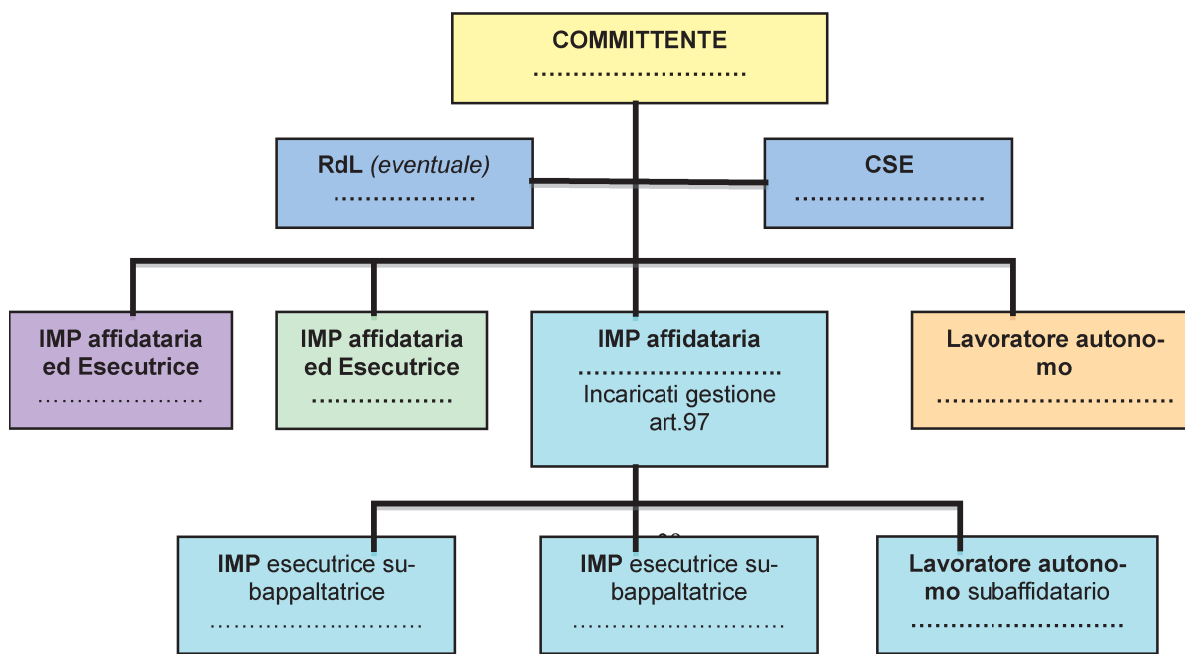 COMMITTENTE
................................
RdL (eventuale)
...................
CSE
.........................
IMP affidataria
ed Esecutrice
…………………
IMP affidataria
ed Esecutrice
...................
IMP affidataria
...........................
Incaricati gestione
art.97
Lavoratore autono-
mo
................................
IMP esecutrice su-
bappaltatrice
………………………
IMP esecutrice su-
bappaltatrice
………………………
Lavoratore autono-
mo subaffidatario
.............................